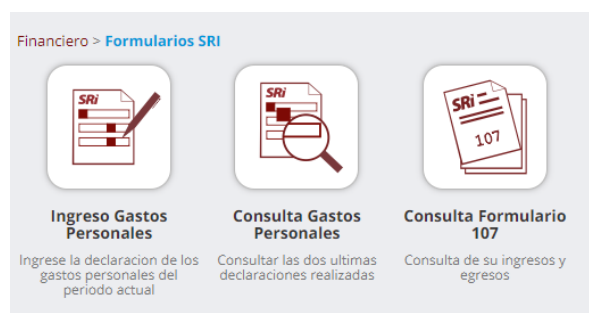 Financiero > Formularios SRI
SRi
SRi
SRi
107
Ingreso Gastos
Personales
Consulta Gastos
Personales
Consulta Formulario
107
Ingrese la declaracion de los
gastos personales del
periodo actual
Consultar las dos ultimas
declaraciones realizadas
Consulta de su ingresos y
egresos